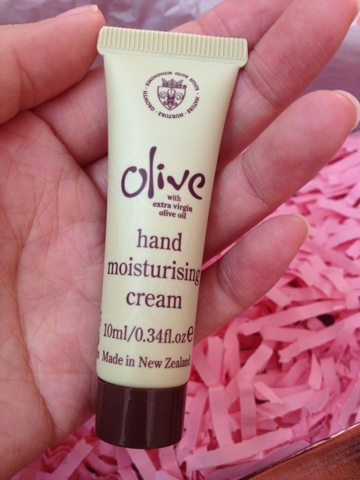 Olive
with
extra virgin
olive oil
hand
moisturising
cream
10ml/0.34fl.oz℮
Made in New Zealand